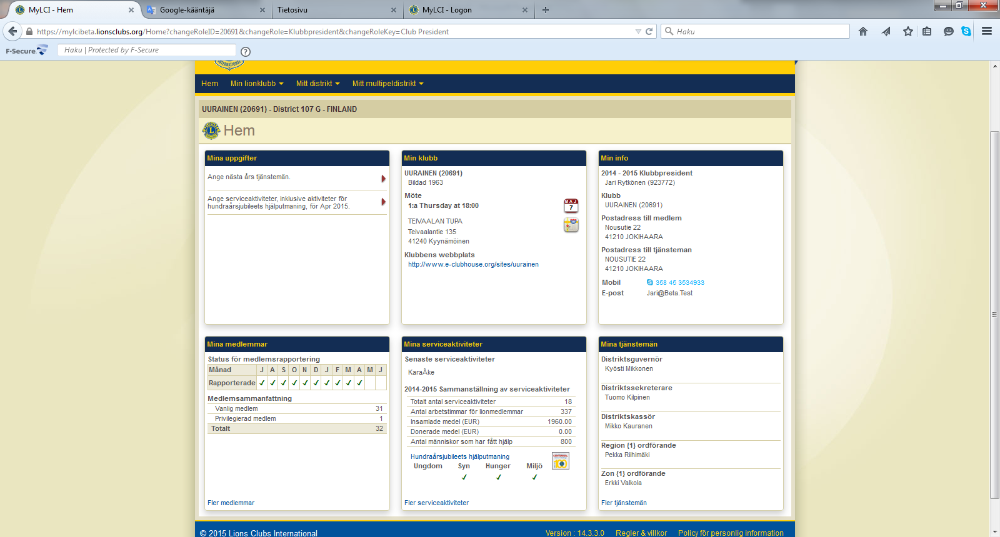 MyLCI - Hem
Google-kääntäjä
Tietosivu
MyLCI - Logon
https://mylcibeta.lionsclubs.org/Home?changeRoleID=20691&changeRole=Klubbpresident&changeRoleKey=Club President
Haku
F-Secure.
Haku | Protected by F-Secure
?
INTERNATIONAL
Hem
Min lionklubb
Mitt distrikt
Mitt multipeldistrikt
UURAINEN (20691) - District 107 G - FINLAND
Hem
Mina uppgifter
Ange nästa års tjänstemän.
Ange serviceaktiviteter, inklusive aktiviteter för
hundraårsjubileets hjälputmaning, för Apr 2015.
Min klubb
UURAINEN (20691)
Bildad 1963
Möte
1:a Thursday at 18:00
MAJ
7
TEIVAALAN TUPA
Teivaalantie 135
41240 Kyynämöinen
Klubbens webbplats
http://www.e-clubhouse.org/sites/uurainen
Min info
2014 - 2015 Klubbpresident
Jari Rytkönen (923772)
Klubb
UURAINEN (20691)
Postadress till medlem
Nousutie 22
41210 JOKIHAARA
Postadress till tjänsteman
NOUSUTIE 22
41210 JOKIHAARA
Mobil 358 45 3534933
E-post Jari@Beta.Test
Mina medlemmar
Status för medlemsrapportering
Månad J A S O N D J F M A M J
Rapporterade ✓ ✓ ✓ ✓ ✓ ✓ ✓ ✓ ✓ ✓
Medlemsammanfattning
Vanlig medlem 31
Privilegierad medlem 1
Totalt 32
Fler medlemmar
Mina serviceaktiviteter
Senaste serviceaktiviteter
KaraÅke
2014-2015 Sammanställning av serviceaktiviteter
Totalt antal serviceaktiviteter 18
Antal arbetstimmar för lionmedlemmar 337
Insamlade medel (EUR) 1960.00
Donerade medel (EUR) 0.00
Antal människor som har fått hjälp 800
Hundraårsjubileets hjälputmaning
100
Ungdom Syn Hunger Miljö
✓ ✓ ✓
Fler serviceaktiviteter
Mina tjänstemän
Distriktsguvernör
Kyösti Mikkonen
Distriktssekreterare
Tuomo Kilpinen
Distriktskassör
Mikko Kauranen
Region {1} ordförande
Pekka Riihimäki
Zon {1} ordförande
Erkki Valkola
Fler tjänstemän
© 2015 Lions Clubs International
Version : 14.3.3.0
Regler & villkor
Policy för personlig information